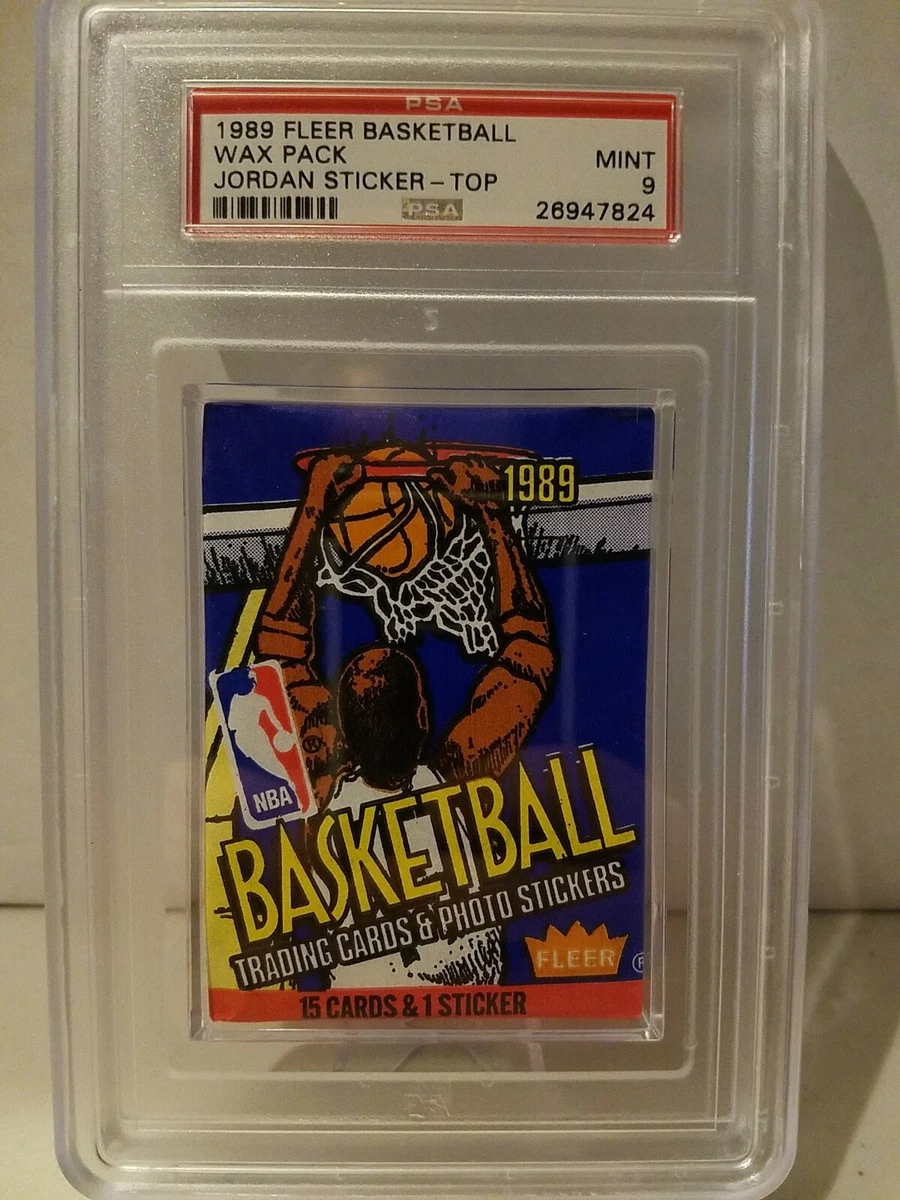 PSA
1989 FLEER BASKETBALL
WAX PACK MINT
JORDAN STICKER-TOP 9
PSA 26947824
1989
®
NBA
BASKETBALL
TRADING CARDS & PHOTO STICKERS
FLEER ®
15 CARDS & 1 STICKER